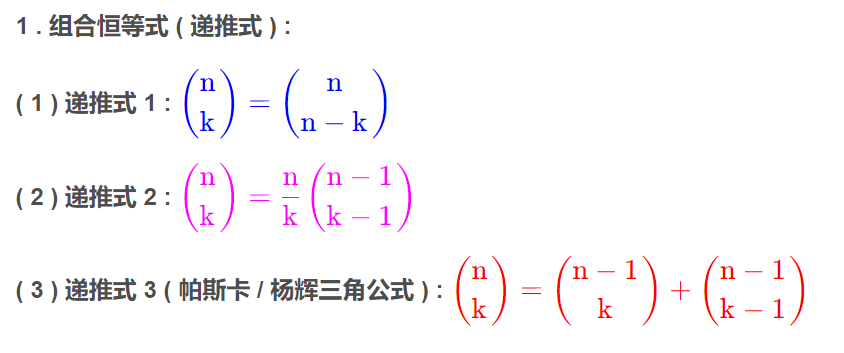 1 . 组合恒等式 ( 递推式 ) :
( 1 ) 递推式 1 : $\binom{n}{k} = \binom{n}{n-k}$
( 2 ) 递推式 2 : $\binom{n}{k} = \frac{n}{k}\binom{n-1}{k-1}$
( 3 ) 递推式 3 ( 帕斯卡 / 杨辉三角公式 ) : $\binom{n}{k} = \binom{n-1}{k} + \binom{n-1}{k-1}$